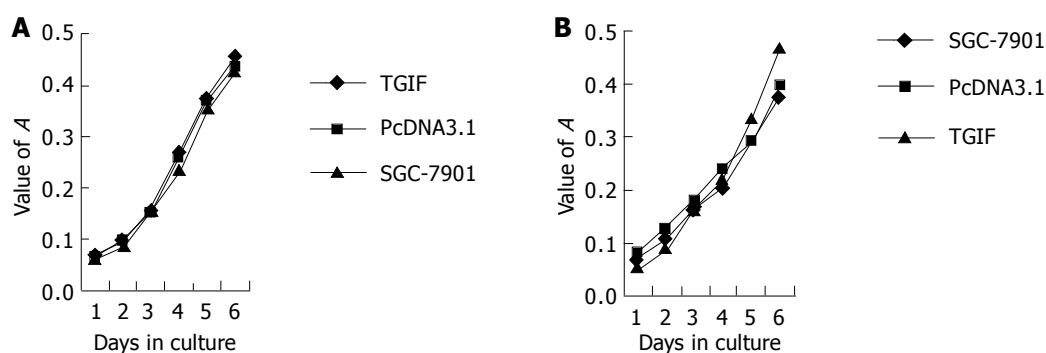 A
Value of A
0.5
0.4
0.3
0.2
0.1
0.0
1 2 3 4 5 6
Days in culture
TGIF
PcDNA3.1
SGC-7901
B
Value of A
0.5
0.4
0.3
0.2
0.1
0.0
1 2 3 4 5 6
Days in culture
SGC-7901
PcDNA3.1
TGIF